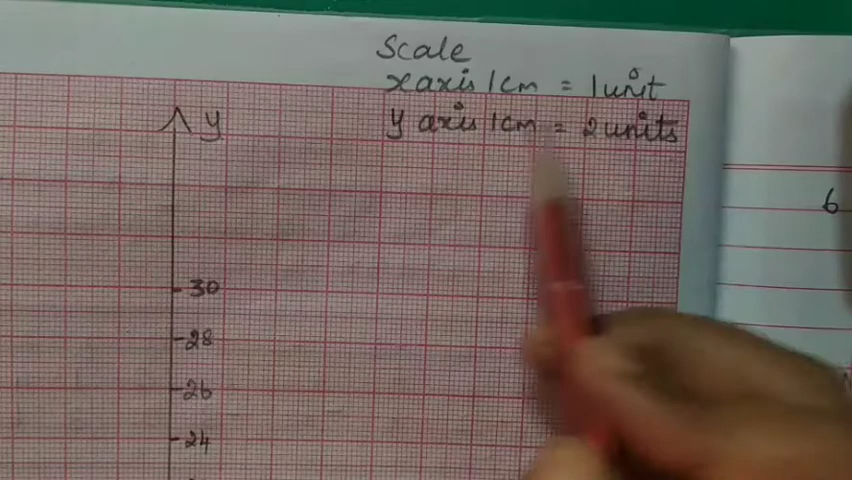 Scale
x axis 1cm = 1 unit
y axis 1cm = 2 units
y
6
30
28
26
24